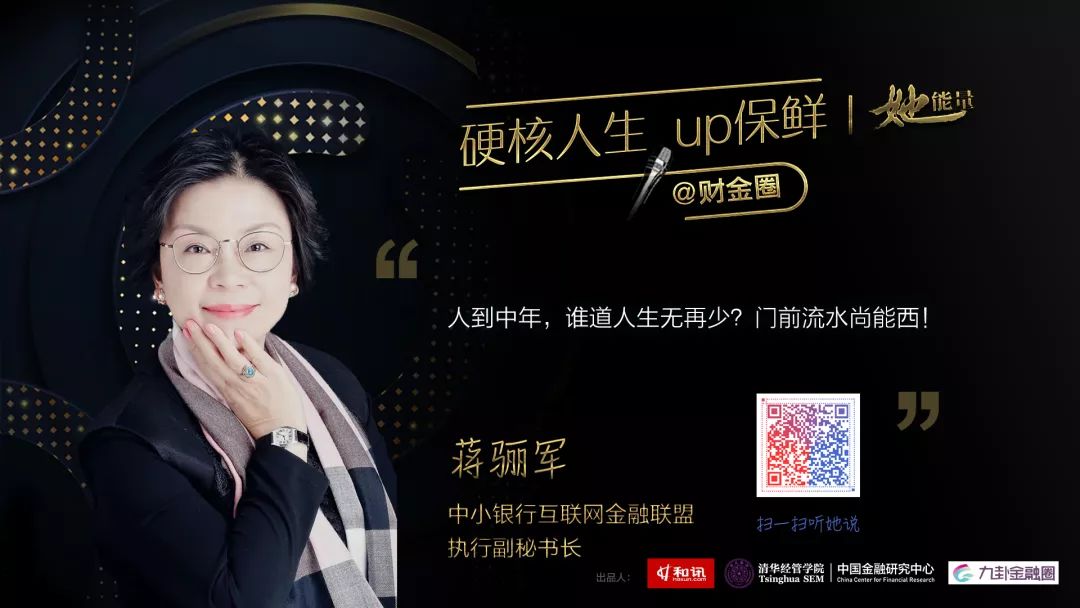 硬核人生 up保鲜
她能量
@财金圈
“
人到中年，谁道人生无再少？门前流水尚能西！
”
蒋骊军
中小银行互联网金融联盟
执行副秘书长
扫一扫听她说
出品人：
和讯
hexun.com
清华经管学院
Tsinghua SEM
中国金融研究中心
China Center for Financial Research
九卦金融圈